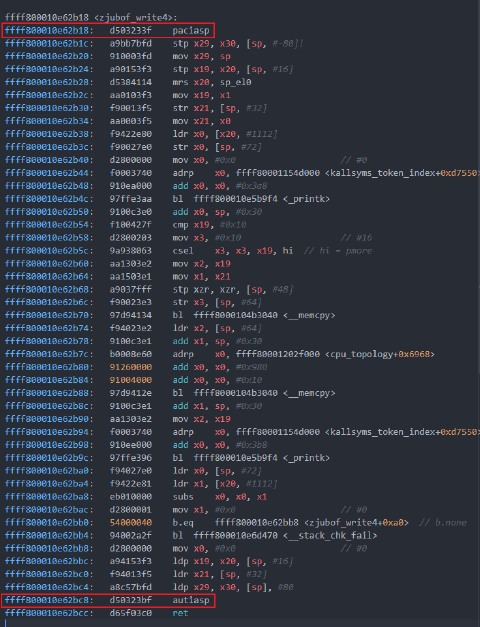 ffff800010e62b18 <zjubof_write4>:
ffff800010e62b18: d503233f paciasp
ffff800010e62b1c: a9bb7bfd stp x29, x30, [sp, #-80]!
ffff800010e62b20: 910003fd mov x29, sp
ffff800010e62b24: a90153f3 stp x19, x20, [sp, #16]
ffff800010e62b28: d5384114 mrs x20, sp_el0
ffff800010e62b2c: aa0103f3 mov x19, x1
ffff800010e62b30: f90013f5 str x21, [sp, #32]
ffff800010e62b34: aa0003f5 mov x21, x0
ffff800010e62b38: f9422e80 ldr x0, [x20, #1112]
ffff800010e62b3c: f90027e0 str x0, [sp, #72]
ffff800010e62b40: d2800000 mov x0, #0x0 // #0
ffff800010e62b44: f0003740 adrp x0, ffff80001154d000 <kallsyms_token_index+0xd7550>
ffff800010e62b48: 910ea000 add x0, x0, #0x3a8
ffff800010e62b4c: 97ffe3aa bl ffff800010e5b9f4 <_printk>
ffff800010e62b50: 9100c3e0 add x0, sp, #0x30
ffff800010e62b54: f100427f cmp x19, #0x10
ffff800010e62b58: d2800203 mov x3, #0x10 // #16
ffff800010e62b5c: 9a938063 csel x3, x3, x19, hi // hi = pmore
ffff800010e62b60: aa1303e2 mov x2, x19
ffff800010e62b64: aa1503e1 mov x1, x21
ffff800010e62b68: a9037fff stp xzr, xzr, [sp, #48]
ffff800010e62b6c: f90023e3 str x3, [sp, #64]
ffff800010e62b70: 97d94134 bl ffff8000104b3040 <__memcpy>
ffff800010e62b74: f94023e2 ldr x2, [sp, #64]
ffff800010e62b78: 9100c3e1 add x1, sp, #0x30
ffff800010e62b7c: b0008e60 adrp x0, ffff80001202f000 <cpu_topology+0x6968>
ffff800010e62b80: 91260000 add x0, x0, #0x980
ffff800010e62b84: 91004000 add x0, x0, #0x10
ffff800010e62b88: 97d9412e bl ffff8000104b3040 <__memcpy>
ffff800010e62b8c: 9100c3e1 add x1, sp, #0x30
ffff800010e62b90: aa1303e2 mov x2, x19
ffff800010e62b94: f0003740 adrp x0, ffff80001154d000 <kallsyms_token_index+0xd7550>
ffff800010e62b98: 910ee000 add x0, x0, #0x3b8
ffff800010e62b9c: 97ffe396 bl ffff800010e5b9f4 <_printk>
ffff800010e62ba0: f94027e0 ldr x0, [sp, #72]
ffff800010e62ba4: f9422e81 ldr x1, [x20, #1112]
ffff800010e62ba8: eb010000 subs x0, x0, x1
ffff800010e62bac: d2800001 mov x1, #0x0 // #0
ffff800010e62bb0: 54000040 b.eq ffff800010e62bb8 <zjubof_write4+0xa0> // b.none
ffff800010e62bb4: 94002a2f bl ffff800010e6d470 <__stack_chk_fail>
ffff800010e62bb8: d2800000 mov x0, #0x0 // #0
ffff800010e62bbc: a94153f3 ldp x19, x20, [sp, #16]
ffff800010e62bc0: f94013f5 ldr x21, [sp, #32]
ffff800010e62bc4: a8c57bfd ldp x29, x30, [sp], #80
ffff800010e62bc8: d50323bf autiasp
ffff800010e62bcc: d65f03c0 ret